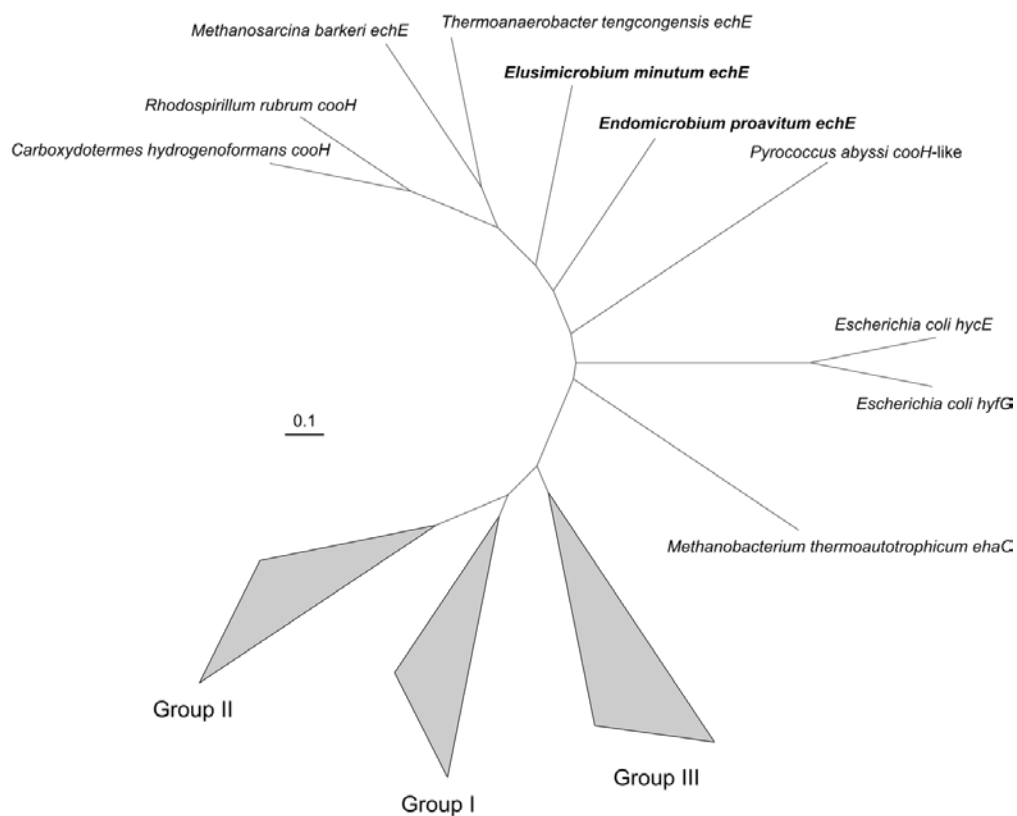 Thermoanaerobacter tengcongensis echE
Methanosarcina barkeri echE
Elusimicrobium minutum echE
Rhodospirillum rubrum cooH
Endomicrobium proavitum echE
Carboxydotermes hydrogenoformans cooH
Pyrococcus abyssi cooH-like
Escherichia coli hycE
Escherichia coli hyfG
0.1
Methanobacterium thermoautotrophicum ehaC
Group II
Group III
Group I